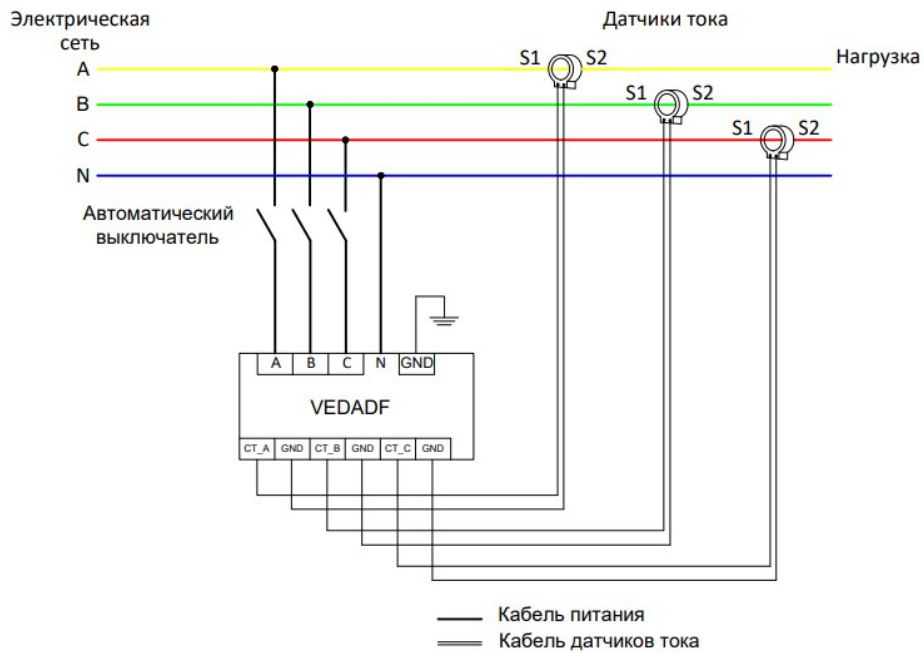 Электрическая
сеть
Датчики тока
A
S1
S2
Нагрузка
B
S1
S2
C
S1
S2
N
Автоматический
выключатель
A
B
C
N
GND
VEDADF
CT_A
GND
CT_B
GND
CT_C
GND
Кабель питания
Кабель датчиков тока